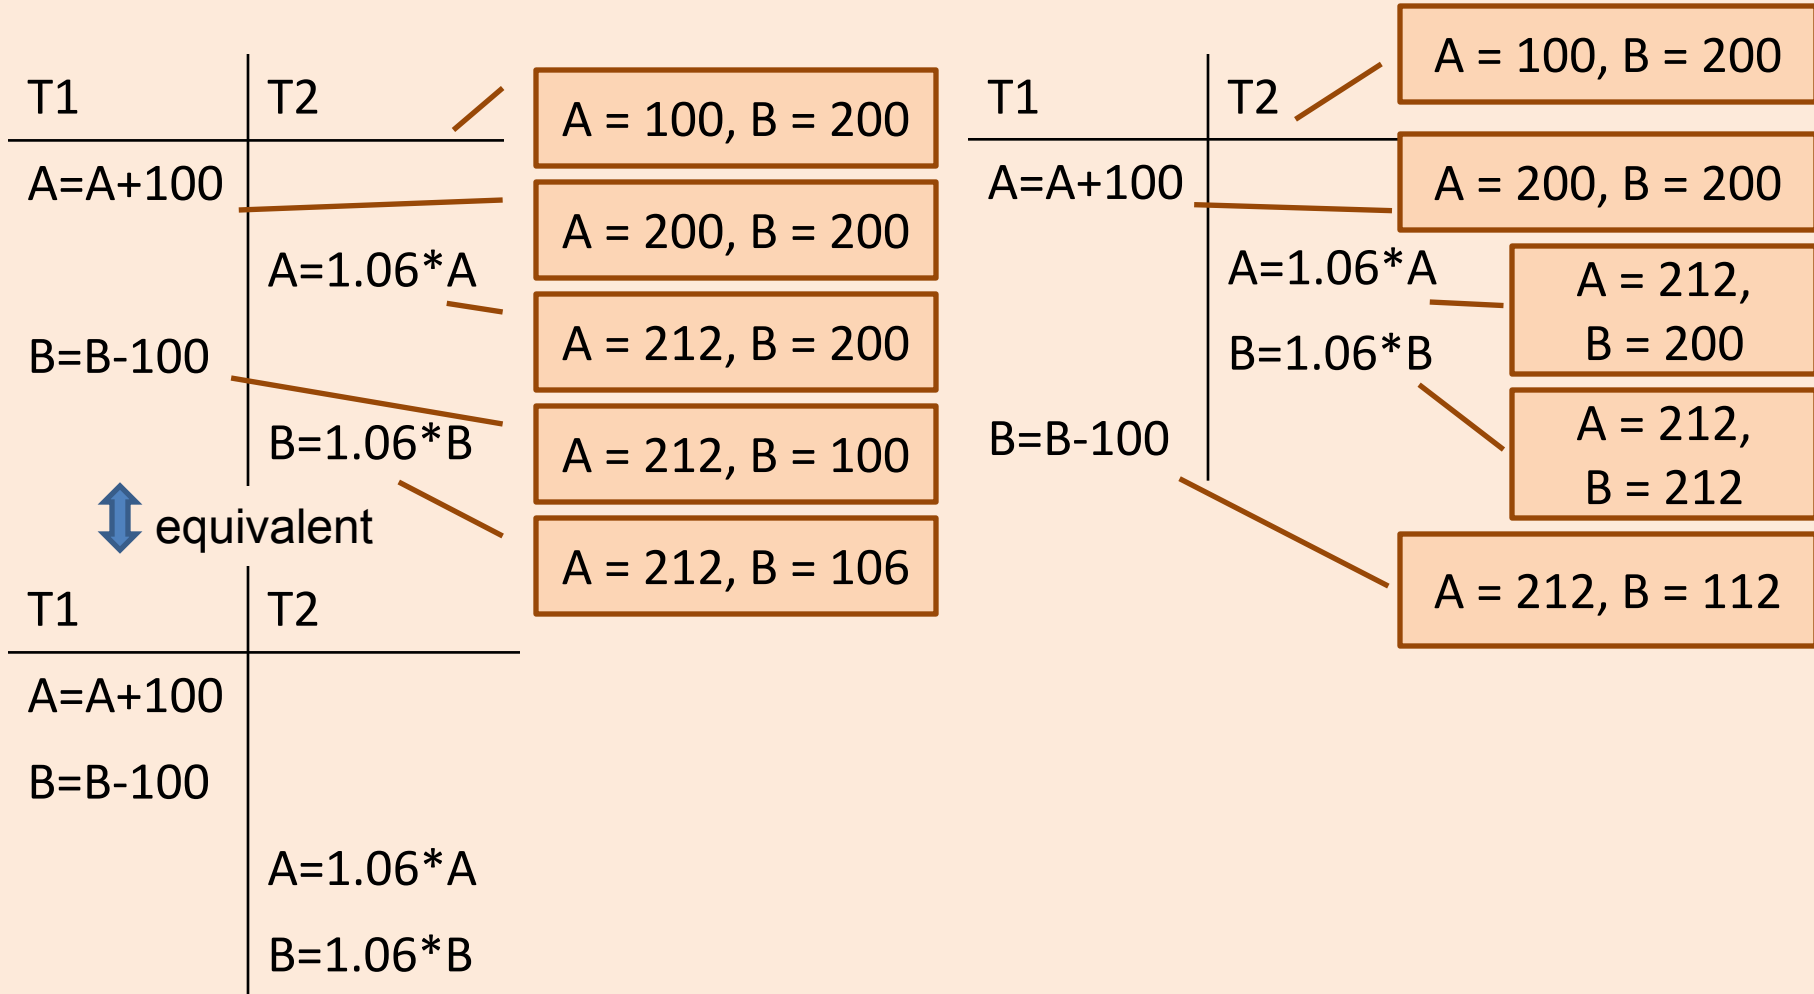 T1 T2
A = 100, B = 200
A=A+100
A = 200, B = 200
A=1.06*A
A = 212, B = 200
B=B-100
A = 212, B = 100
B=1.06*B
A = 212, B = 106
equivalent
T1 T2
A=A+100
B=B-100
A=1.06*A
B=1.06*B
T1 T2
A = 100, B = 200
A=A+100
A = 200, B = 200
A=1.06*A
A = 212,
B = 200
B=1.06*B
A = 212,
B = 212
B=B-100
A = 212, B = 112